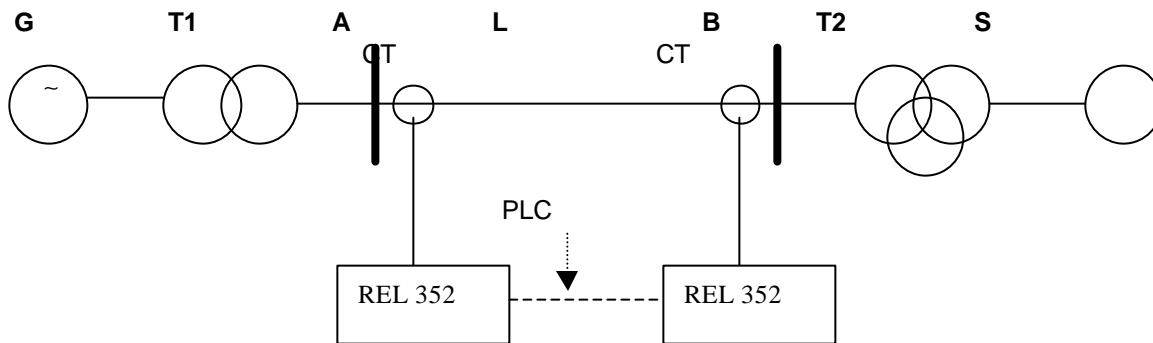 G T1 A L B T2 S
CT CT
~
PLC
REL 352 REL 352